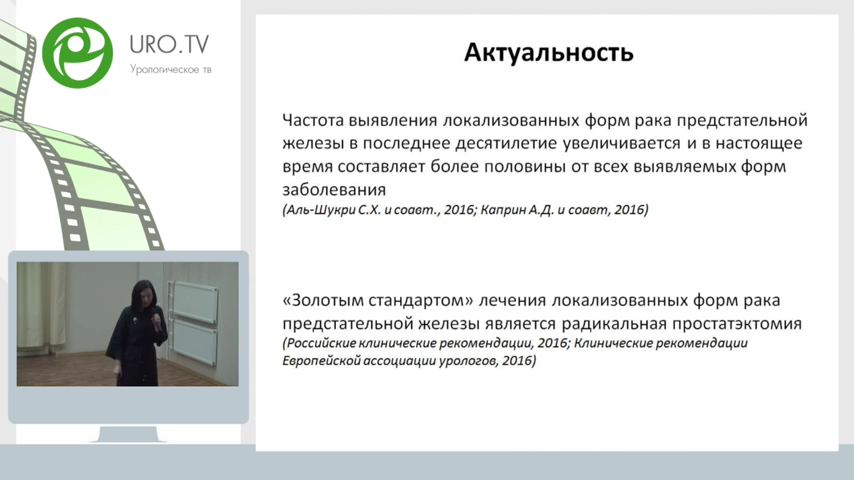 URO.TV
Урологическое тв
Актуальность
Частота выявления локализованных форм рака предстательной
железы в последнее десятилетие увеличивается и в настоящее
время составляет более половины от всех выявляемых форм
заболевания
(Аль-Шукри С.Х. и соавт., 2016; Каприн А.Д. и соавт, 2016)
«Золотым стандартом» лечения локализованных форм рака
предстательной железы является радикальная простатэктомия
(Российские клинические рекомендации, 2016; Клинические рекомендации
Европейской ассоциации урологов, 2016)